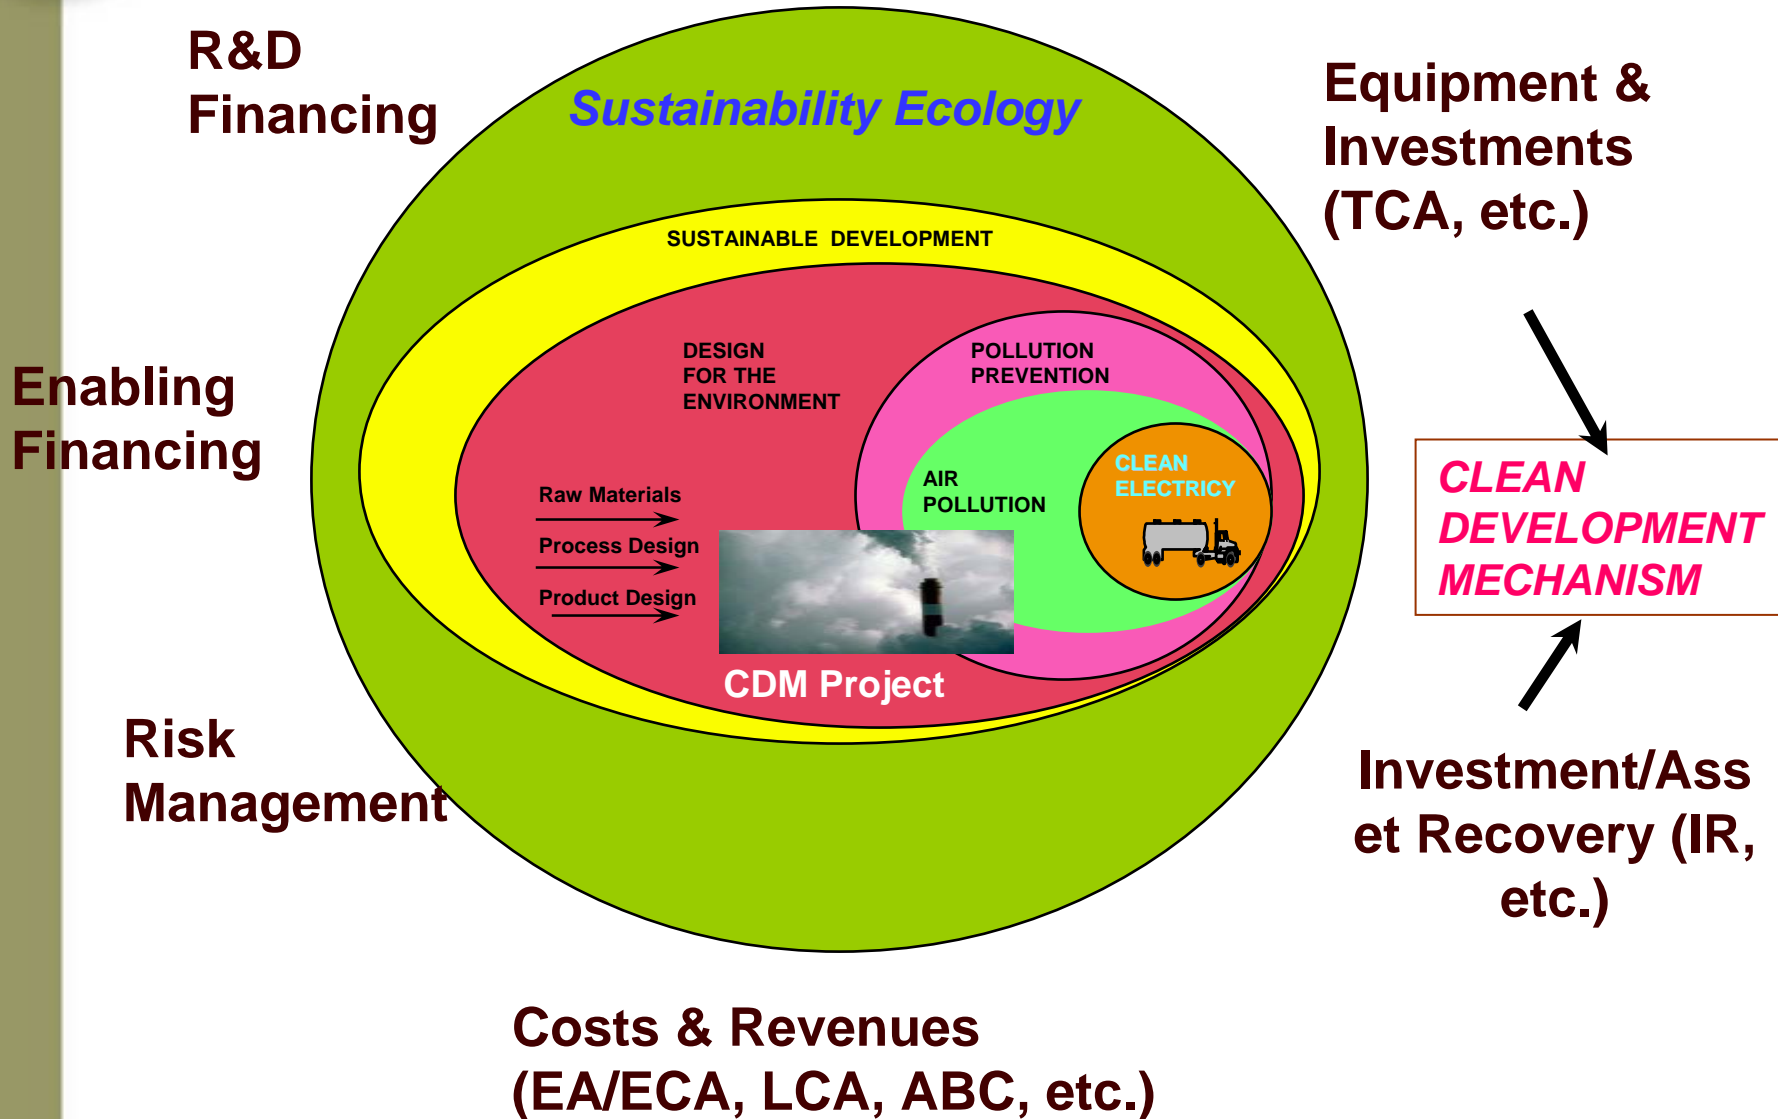 R&D
Financing
Sustainability Ecology
Equipment &
Investments
(TCA, etc.)
SUSTAINABLE DEVELOPMENT
DESIGN
FOR THE
ENVIRONMENT
POLLUTION
PREVENTION
Enabling
Financing
AIR
POLLUTION
CLEAN
ELECTRICY
CLEAN
DEVELOPMENT
MECHANISM
Raw Materials
Process Design
Product Design
CDM Project
Risk
Management
Investment/Ass
et Recovery (IR,
etc.)
Costs & Revenues
(EA/ECA, LCA, ABC, etc.)